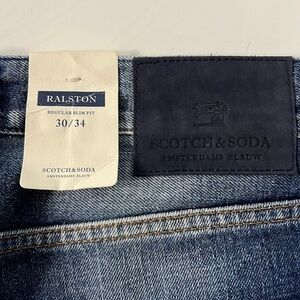 RALSTON
REGULAR SLIM FIT
30/34
SCOTCH&SODA
AMSTERDAMS BLAUW
SCOTCH&SODA
AMSTERDAMS BLAUW